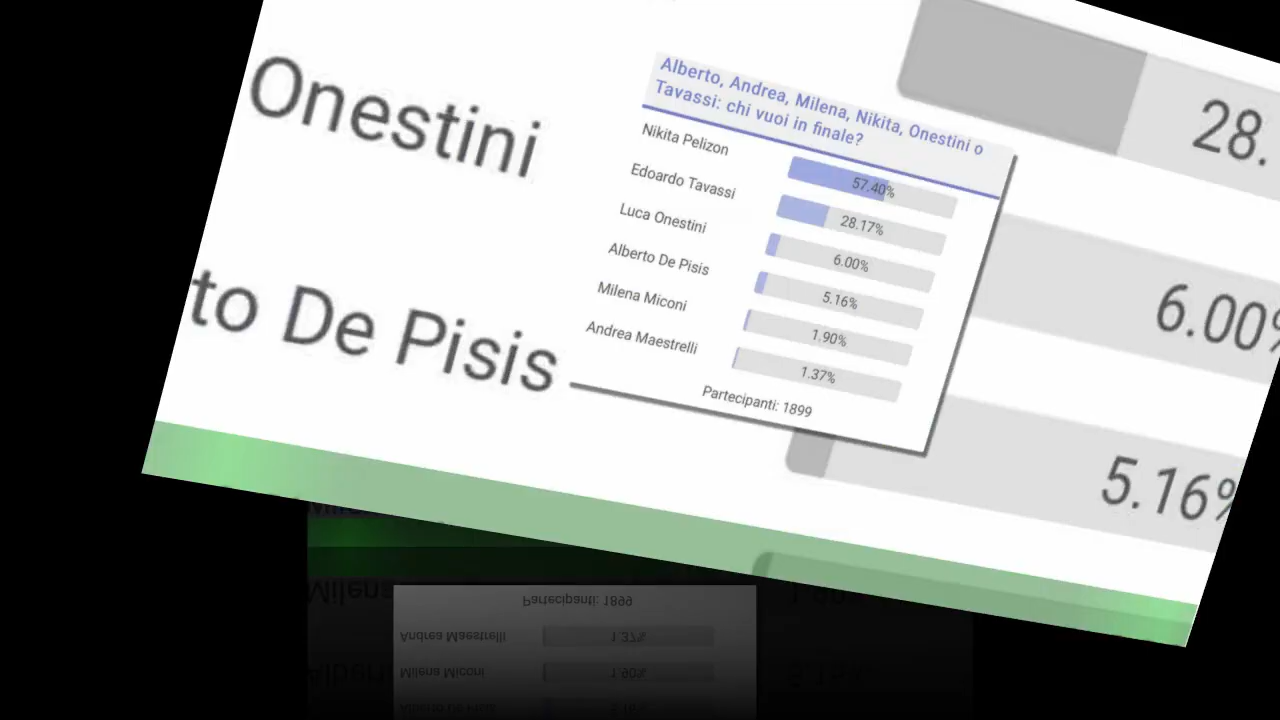 Onestini
28.
6.00%
to De Pisis
5.16%
Alberto, Andrea, Milena, Nikita, Onestini o
Tavassi: chi vuoi in finale?
Nikita Pelizon
57.40%
Edoardo Tavassi
28.17%
Luca Onestini
6.00%
Alberto De Pisis
5.16%
Milena Miconi
1.90%
Andrea Maestrelli
1.37%
Partecipanti: 1899
Partecipanti: 1899
Andrea Maestrelli
1.37%
Milena Miconi
1.90%